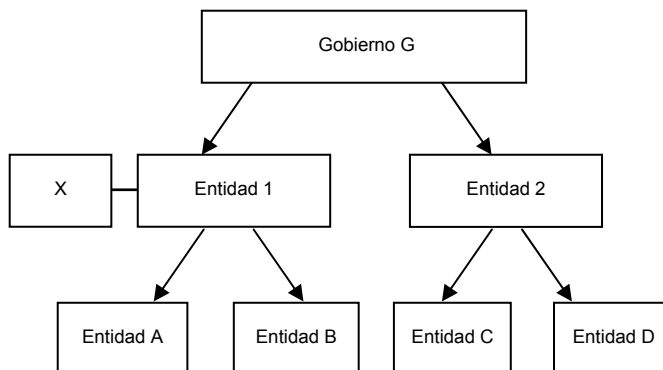 Gobierno G
X
Entidad 1
Entidad 2
Entidad A
Entidad B
Entidad C
Entidad D